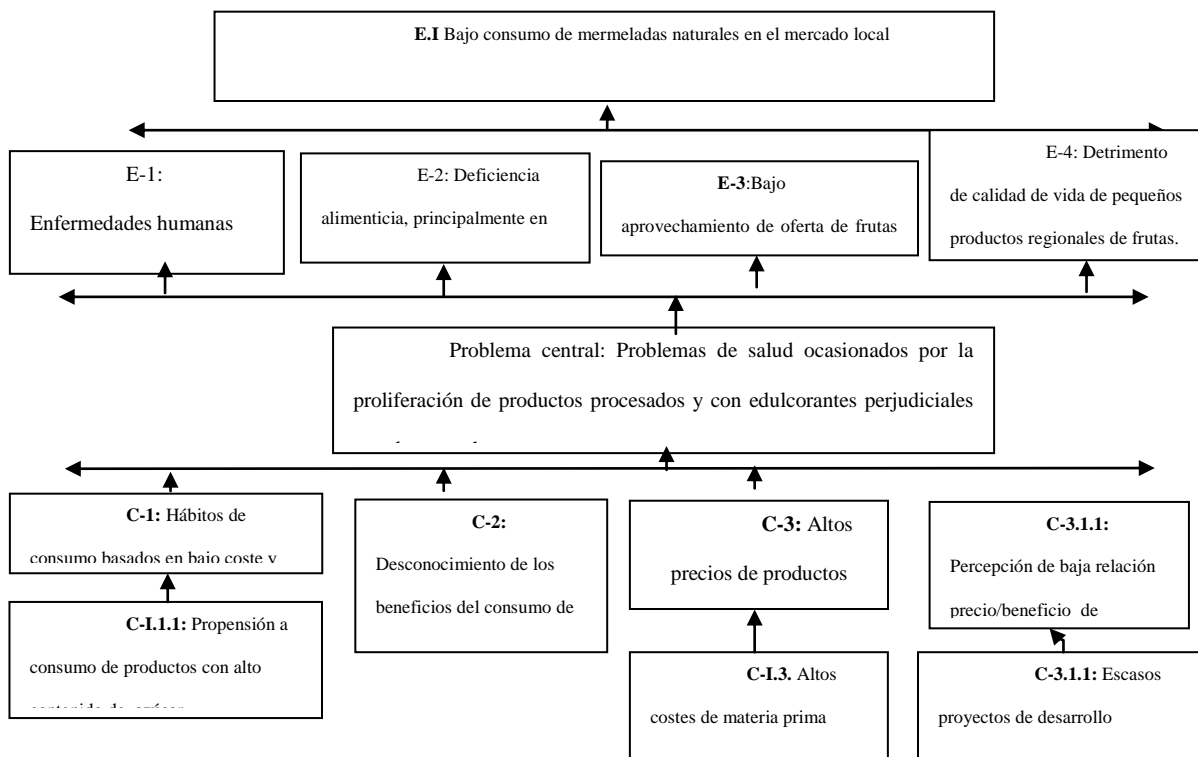 E.I Bajo consumo de mermeladas naturales en el mercado local
E-1:
Enfermedades humanas
E-2: Deficiencia
alimenticia, principalmente en
E-3:Bajo
aprovechamiento de oferta de frutas
E-4: Detrimento
de calidad de vida de pequeños
productos regionales de frutas.
Problema central: Problemas de salud ocasionados por la
proliferación de productos procesados y con edulcorantes perjudiciales
C-1: Hábitos de
consumo basados en bajo coste y
C-I.1.1: Propensión a
consumo de productos con alto
contenido de azúcar
C-2:
Desconocimiento de los
beneficios del consumo de
C-3: Altos
precios de productos
C-I.3. Altos
costes de materia prima
C-3.1.1:
Percepción de baja relación
precio/beneficio de
C-3.1.1: Escasos
proyectos de desarrollo